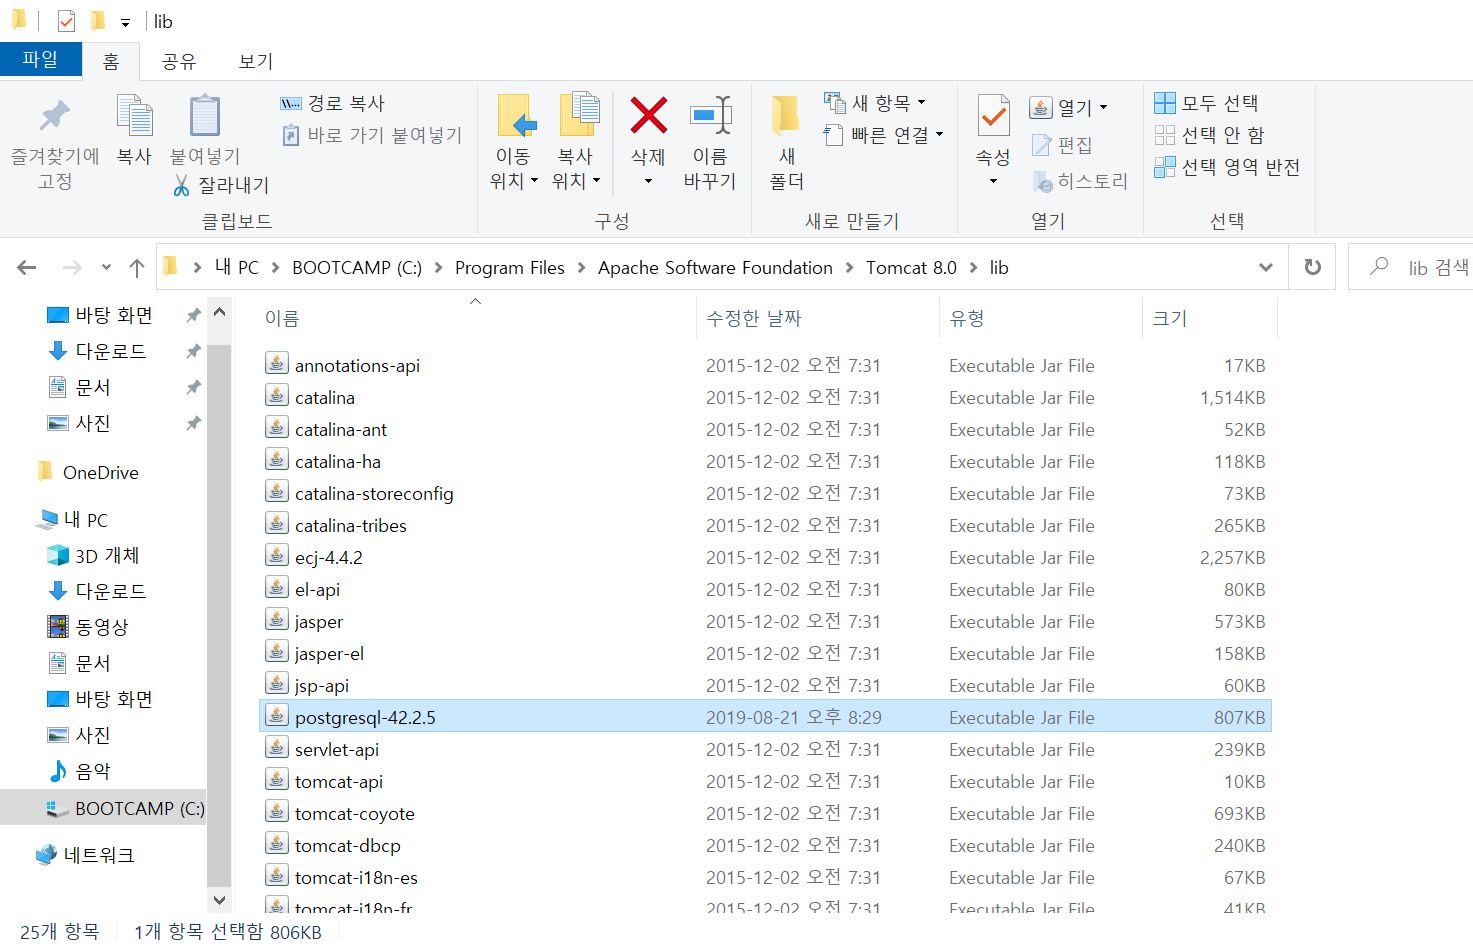 lib
파일 홈 공유 보기
즐겨찾기에 고정
복사
붙여넣기
경로 복사
바로 가기 붙여넣기
잘라내기
클립보드
이동 위치
복사 위치
삭제
이름 바꾸기
구성
새 폴더
새 항목
빠른 연결
새로 만들기
속성
열기
편집
히스토리
열기
모두 선택
선택 안 함
선택 영역 반전
선택
내 PC > BOOTCAMP (C:) > Program Files > Apache Software Foundation > Tomcat 8.0 > lib
lib 검색
바탕 화면
다운로드
문서
사진
OneDrive
내 PC
3D 개체
다운로드
동영상
문서
바탕 화면
사진
음악
BOOTCAMP (C:)
네트워크
이름 수정한 날짜 유형 크기
annotations-api 2015-12-02 오전 7:31 Executable Jar File 17KB
catalina 2015-12-02 오전 7:31 Executable Jar File 1,514KB
catalina-ant 2015-12-02 오전 7:31 Executable Jar File 52KB
catalina-ha 2015-12-02 오전 7:31 Executable Jar File 118KB
catalina-storeconfig 2015-12-02 오전 7:31 Executable Jar File 73KB
catalina-tribes 2015-12-02 오전 7:31 Executable Jar File 265KB
ecj-4.4.2 2015-12-02 오전 7:31 Executable Jar File 2,257KB
el-api 2015-12-02 오전 7:31 Executable Jar File 80KB
jasper 2015-12-02 오전 7:31 Executable Jar File 573KB
jasper-el 2015-12-02 오전 7:31 Executable Jar File 158KB
jsp-api 2015-12-02 오전 7:31 Executable Jar File 60KB
postgresql-42.2.5 2019-08-21 오후 8:29 Executable Jar File 807KB
servlet-api 2015-12-02 오전 7:31 Executable Jar File 239KB
tomcat-api 2015-12-02 오전 7:31 Executable Jar File 10KB
tomcat-coyote 2015-12-02 오전 7:31 Executable Jar File 693KB
tomcat-dbcp 2015-12-02 오전 7:31 Executable Jar File 240KB
tomcat-i18n-es 2015-12-02 오전 7:31 Executable Jar File 67KB
tomcat-i18n-fr 2015-12-02 오전 7:31 Executable Jar File 41KB
25개 항목 1개 항목 선택함 806KB